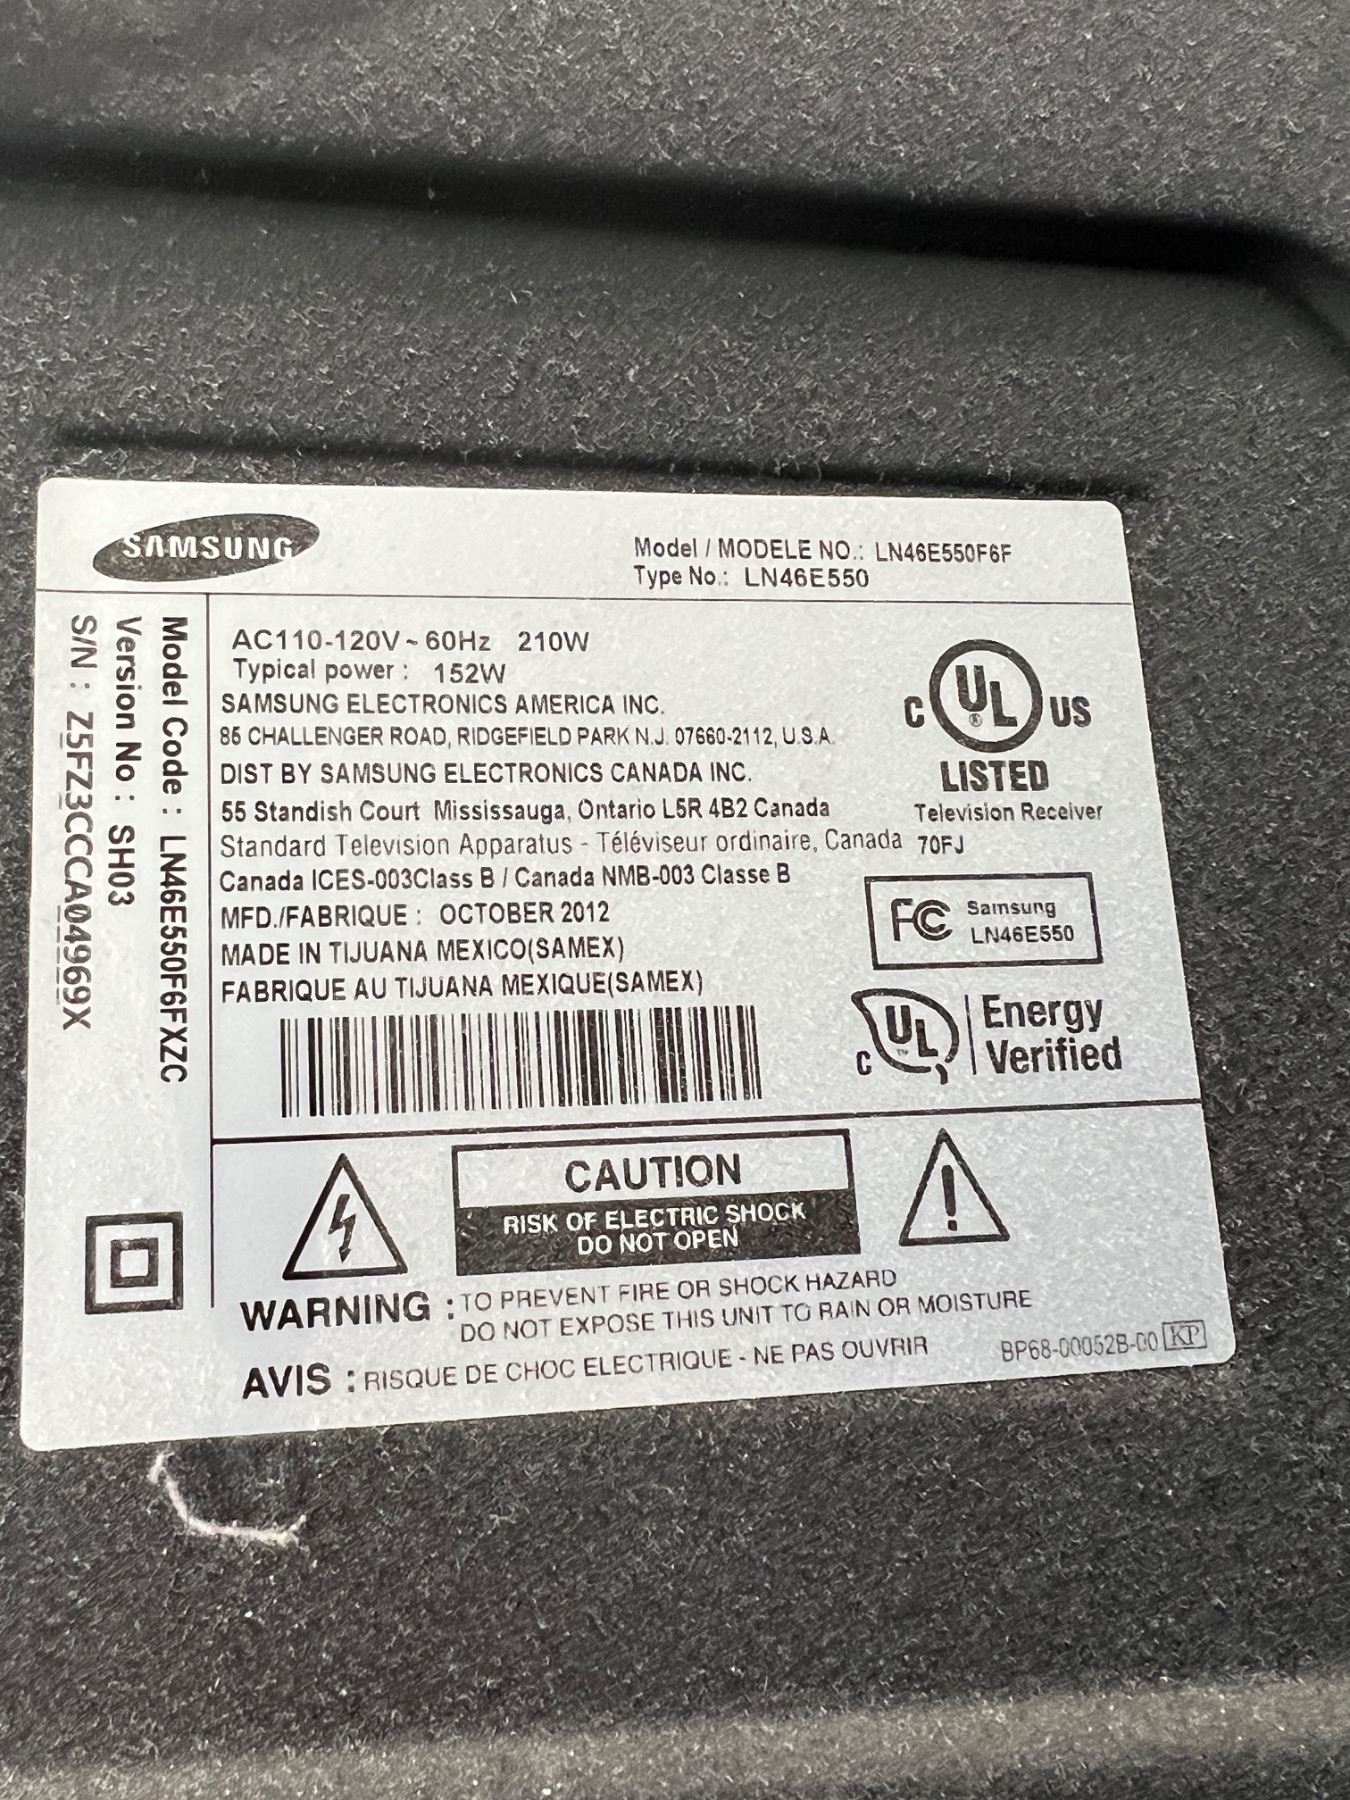 SAMSUNG
Model / MODELE NO.: LN46E550F6F
Type No.: LN46E550
Model Code : LN46E550F6FXZC
Version No : SH03
S/N : Z5FZ3CCCA04969X
AC110-120V~60Hz 210W
Typical power : 152W
SAMSUNG ELECTRONICS AMERICA INC.
85 CHALLENGER ROAD, RIDGEFIELD PARK N.J. 07660-2112, U.S.A.
DIST BY SAMSUNG ELECTRONICS CANADA INC.
55 Standish Court Mississauga, Ontario L5R 4B2 Canada
Standard Television Apparatus - Téléviseur ordinaire, Canada
Canada ICES-003Class B / Canada NMB-003 Classe B
MFD./FABRIQUE : OCTOBER 2012
MADE IN TIJUANA MEXICO(SAMEX)
FABRIQUE AU TIJUANA MEXIQUE(SAMEX)
C UL ® US
LISTED
Television Receiver
70FJ
FC Samsung
LN46E550
C UL ™ Energy
Verified
CAUTION
RISK OF ELECTRIC SHOCK
DO NOT OPEN
WARNING : TO PREVENT FIRE OR SHOCK HAZARD
DO NOT EXPOSE THIS UNIT TO RAIN OR MOISTURE
AVIS : RISQUE DE CHOC ELECTRIQUE - NE PAS OUVRIR
BP68-00052B-00 KP